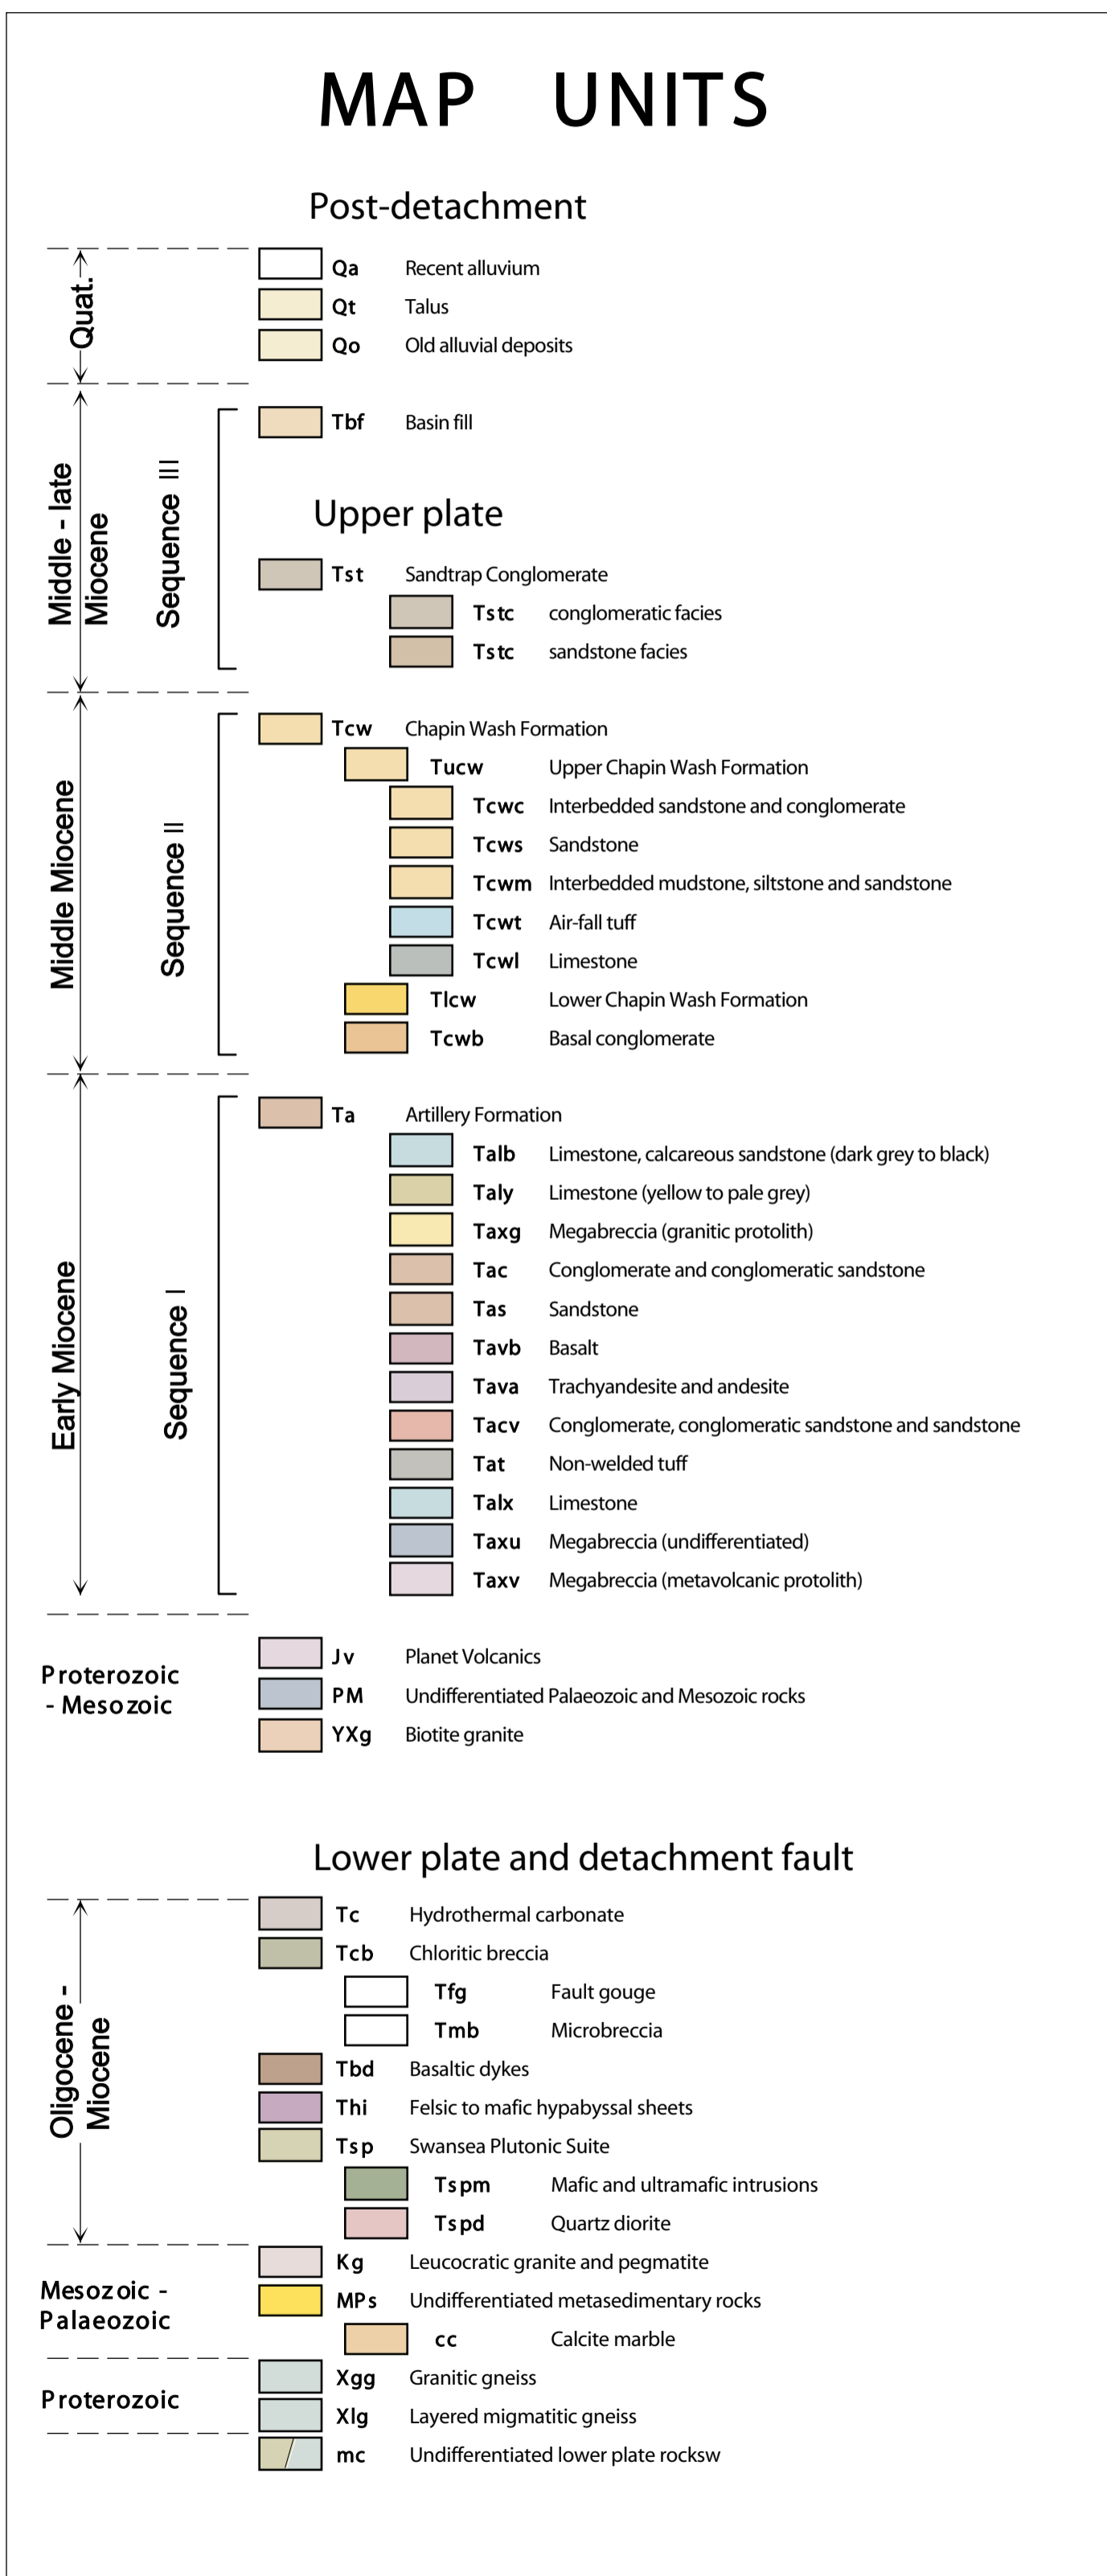 MAP UNITS
Post-detachment
Quat.
Qa Recent alluvium
Qt Talus
Qo Old alluvial deposits
Middle - late
Miocene
Sequence III
Tbf Basin fill
Upper plate
Tst Sandtrap Conglomerate
Tstc conglomeratic facies
Tstc sandstone facies
Middle Miocene
Sequence II
Tcw Chapin Wash Formation
Tucw Upper Chapin Wash Formation
Tcwc Interbedded sandstone and conglomerate
Tcws Sandstone
Tcwm Interbedded mudstone, siltstone and sandstone
Tcwt Air-fall tuff
Tcwl Limestone
Tlcw Lower Chapin Wash Formation
Tcwb Basal conglomerate
Early Miocene
Sequence I
Ta Artillery Formation
Talb Limestone, calcareous sandstone (dark grey to black)
Taly Limestone (yellow to pale grey)
Taxg Megabreccia (granitic protolith)
Tac Conglomerate and conglomeratic sandstone
Tas Sandstone
Tavb Basalt
Tava Trachyandesite and andesite
Tacv Conglomerate, conglomeratic sandstone and sandstone
Tat Non-welded tuff
Talx Limestone
Taxu Megabreccia (undifferentiated)
Taxv Megabreccia (metavolcanic protolith)
Proterozoic
- Mesozoic
Jv Planet Volcanics
PM Undifferentiated Palaeozoic and Mesozoic rocks
YXg Biotite granite
Lower plate and detachment fault
Oligocene -
Miocene
Tc Hydrothermal carbonate
Tcb Chloritic breccia
Tfg Fault gouge
Tmb Microbreccia
Tbd Basaltic dykes
Thi Felsic to mafic hypabyssal sheets
Tsp Swansea Plutonic Suite
Tspm Mafic and ultramafic intrusions
Tspd Quartz diorite
Mesozoic -
Palaeozoic
Kg Leucocratic granite and pegmatite
MPs Undifferentiated metasedimentary rocks
cc Calcite marble
Proterozoic
Xgg Granitic gneiss
Xlg Layered migmatitic gneiss
mc Undifferentiated lower plate rocksw